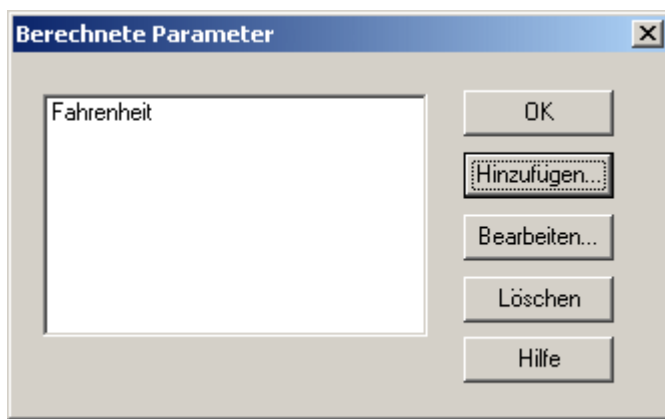 Berechnete Parameter
Fahrenheit
OK
Hinzufügen...
Bearbeiten...
Löschen
Hilfe